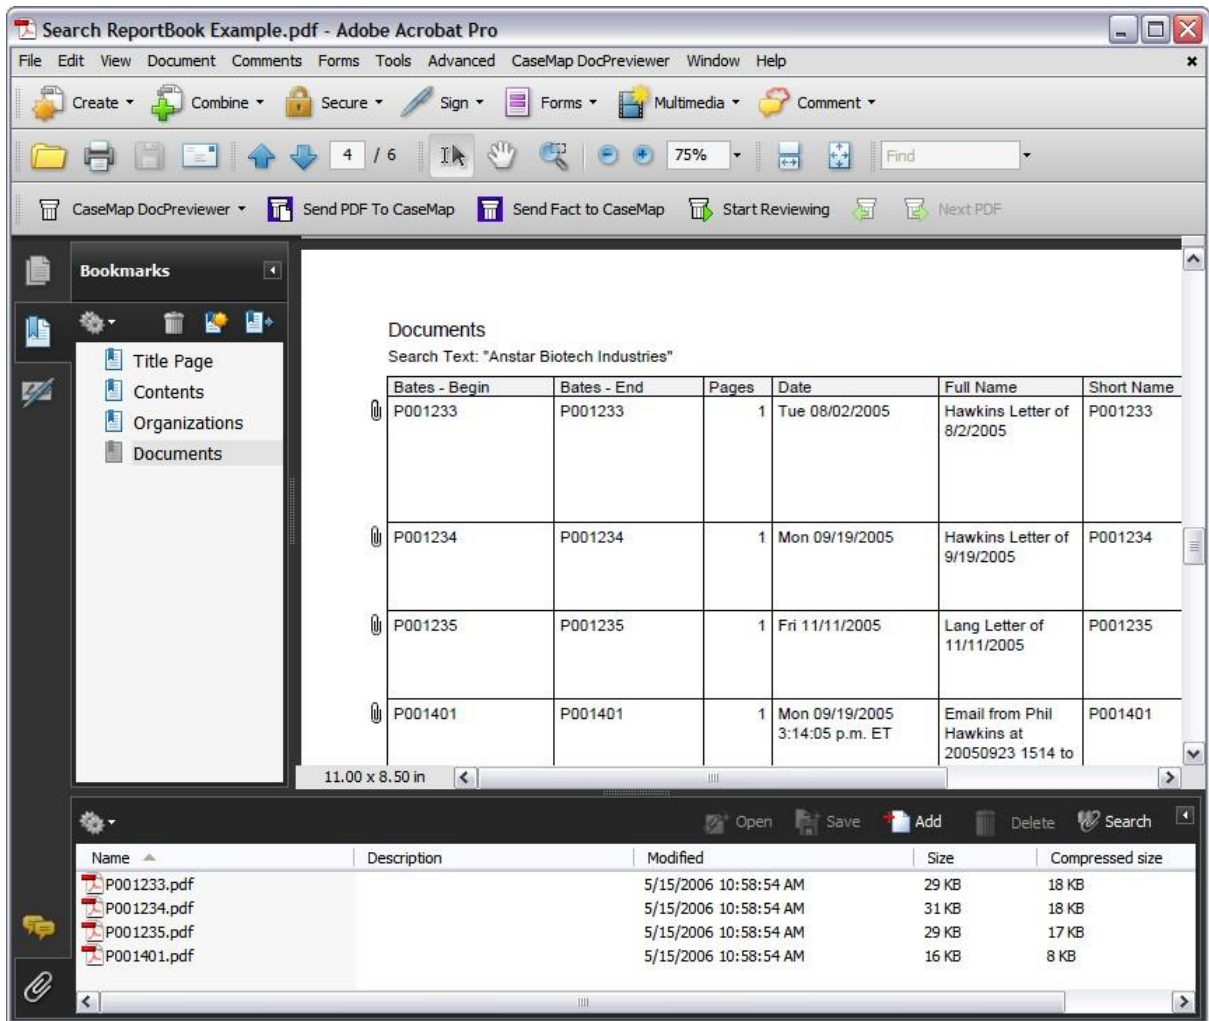 Search ReportBook Example.pdf - Adobe Acrobat Pro
File Edit View Document Comments Forms Tools Advanced CaseMap DocPreviewer Window Help
Create Combine Secure Sign Forms Multimedia Comment
4 / 6 75% Find
CaseMap DocPreviewer Send PDF To CaseMap Send Fact to CaseMap Start Reviewing Next PDF
Bookmarks
Title Page
Contents
Organizations
Documents
Documents
Search Text: "Anstar Biotech Industries"
Bates - Begin Bates - End Pages Date Full Name Short Name
P001233 P001233 1 Tue 08/02/2005 Hawkins Letter of P001233
8/2/2005
P001234 P001234 1 Mon 09/19/2005 Hawkins Letter of P001234
9/19/2005
P001235 P001235 1 Fri 11/11/2005 Lang Letter of P001235
11/11/2005
P001401 P001401 1 Mon 09/19/2005 Email from Phil P001401
3:14:05 p.m. ET Hawkins at
20050923 1514 to
11.00 x 8.50 in
Open Save Add Delete Search
Name Description Modified Size Compressed size
P001233.pdf 5/15/2006 10:58:54 AM 29 KB 18 KB
P001234.pdf 5/15/2006 10:58:54 AM 31 KB 18 KB
P001235.pdf 5/15/2006 10:58:54 AM 29 KB 17 KB
P001401.pdf 5/15/2006 10:58:54 AM 16 KB 8 KB